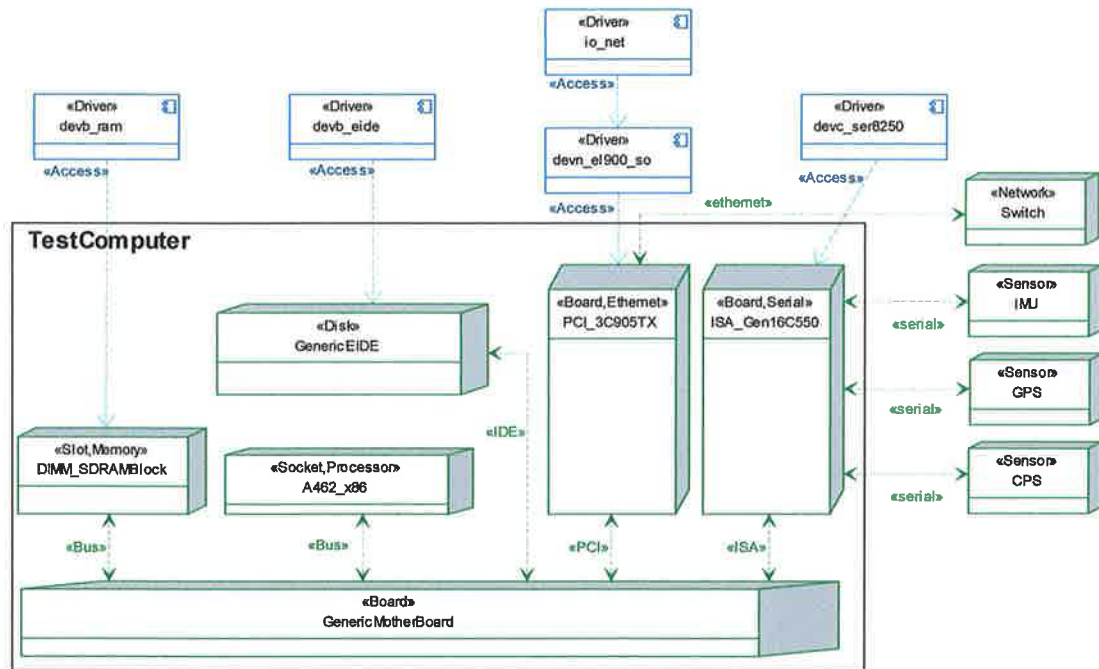 «Driver»
io_net
«Access»
«Driver»
devb_ram
«Driver»
devb_eide
«Driver»
devn_el900_so
«Driver»
devc_ser8250
«Access»
«Access»
«Access»
«Access»
«ethernet»
«Network»
Switch
TestComputer
«Board,Ethernet»
PCI_3C905TX
«Board,Serial»
ISA_Gen16C550
«Sensor»
IMU
«serial»
«Disk»
GenericEIDE
«Sensor»
GPS
«serial»
«IDE»
«Slot,Memory»
DIMM_SDRAMBlock
«Socket,Processor»
A462_x86
«Sensor»
CPS
«serial»
«Bus»
«Bus»
«PCI»
«ISA»
«Board»
GenericMotherBoard